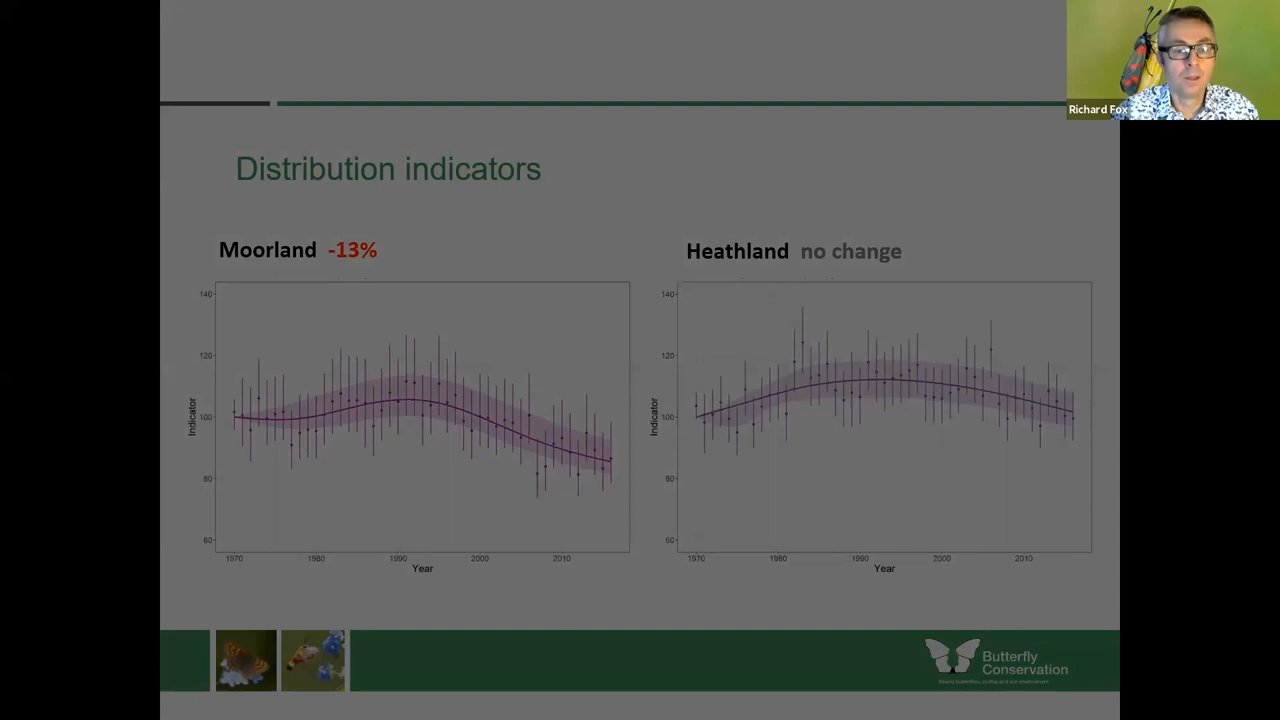 Richard Fox
Distribution indicators
Moorland -13%
Heathland no change
140
120
100
80
60
Indicator
1970 1980 1990 2000 2010
Year
140
120
100
80
60
Indicator
1970 1980 1990 2000 2010
Year
Butterfly
Conservation